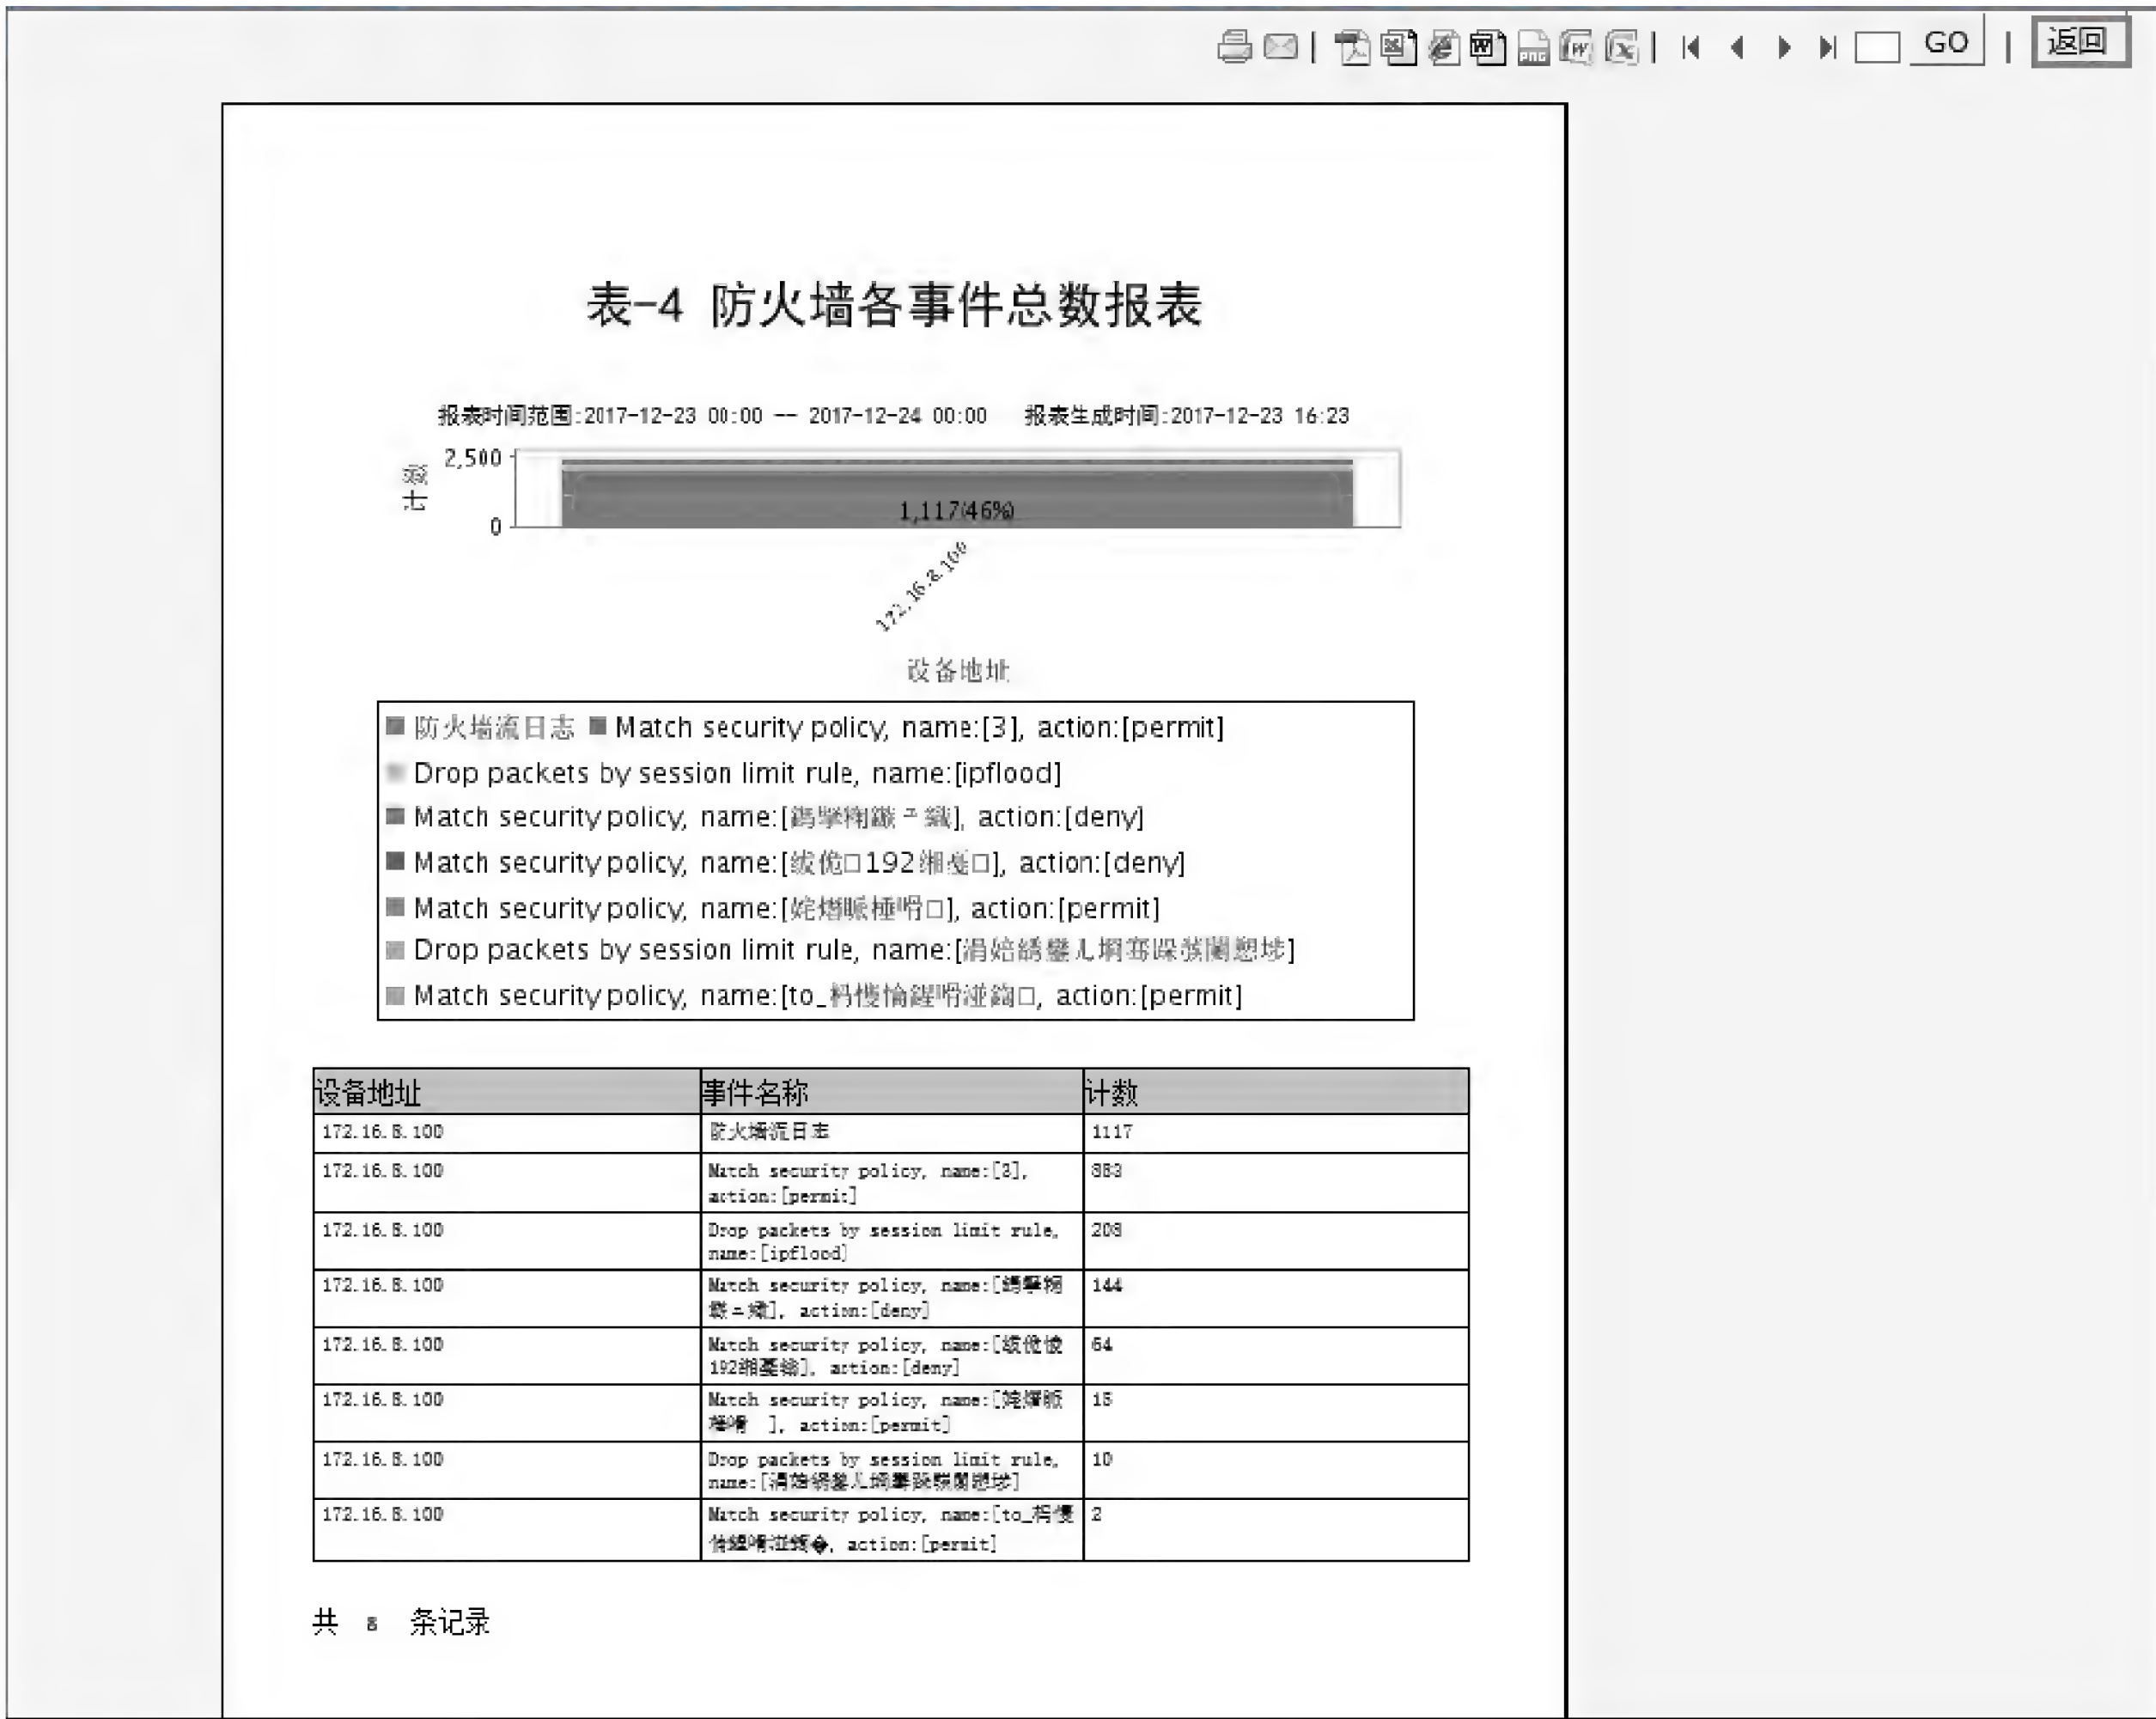 GO
返回
表-4 防火墙各事件总数报表
报表时间范围:2017-12-23 00:00 -- 2017-12-24 00:00 报表生成时间:2017-12-23 16:23
2,500
0
1,117(46%)
172.16.8.100
设备地址
防火墙流日志 Match security policy, name:[3], action:[permit]
Drop packets by session limit rule, name:[ipflood]
Match security policy, name:[ ], action:[deny]
Match security policy, name:[ 192 ], action:[deny]
Match security policy, name:[ ], action:[permit]
Drop packets by session limit rule, name:[ ]
Match security policy, name:[to_ , action:[permit]
设备地址 事件名称 计数
172.16.8.100 防火墙流日志 1117
172.16.8.100 Match security policy, name:[3],
action:[permit]
172.16.8.100 Drop packets by session limit rule, 208
name:[ipflood]
172.16.8.100 Match security policy, name:[ 144
], action:[deny]
172.16.8.100 Match security policy, name:[ 64
192 ], action:[deny]
172.16.8.100 Match security policy, name:[ 15
], action:[permit]
172.16.8.100 Drop packets by session limit rule, 10
name:[ ]
172.16.8.100 Match security policy, name:[to_ 2
, action:[permit]
共 8 条记录